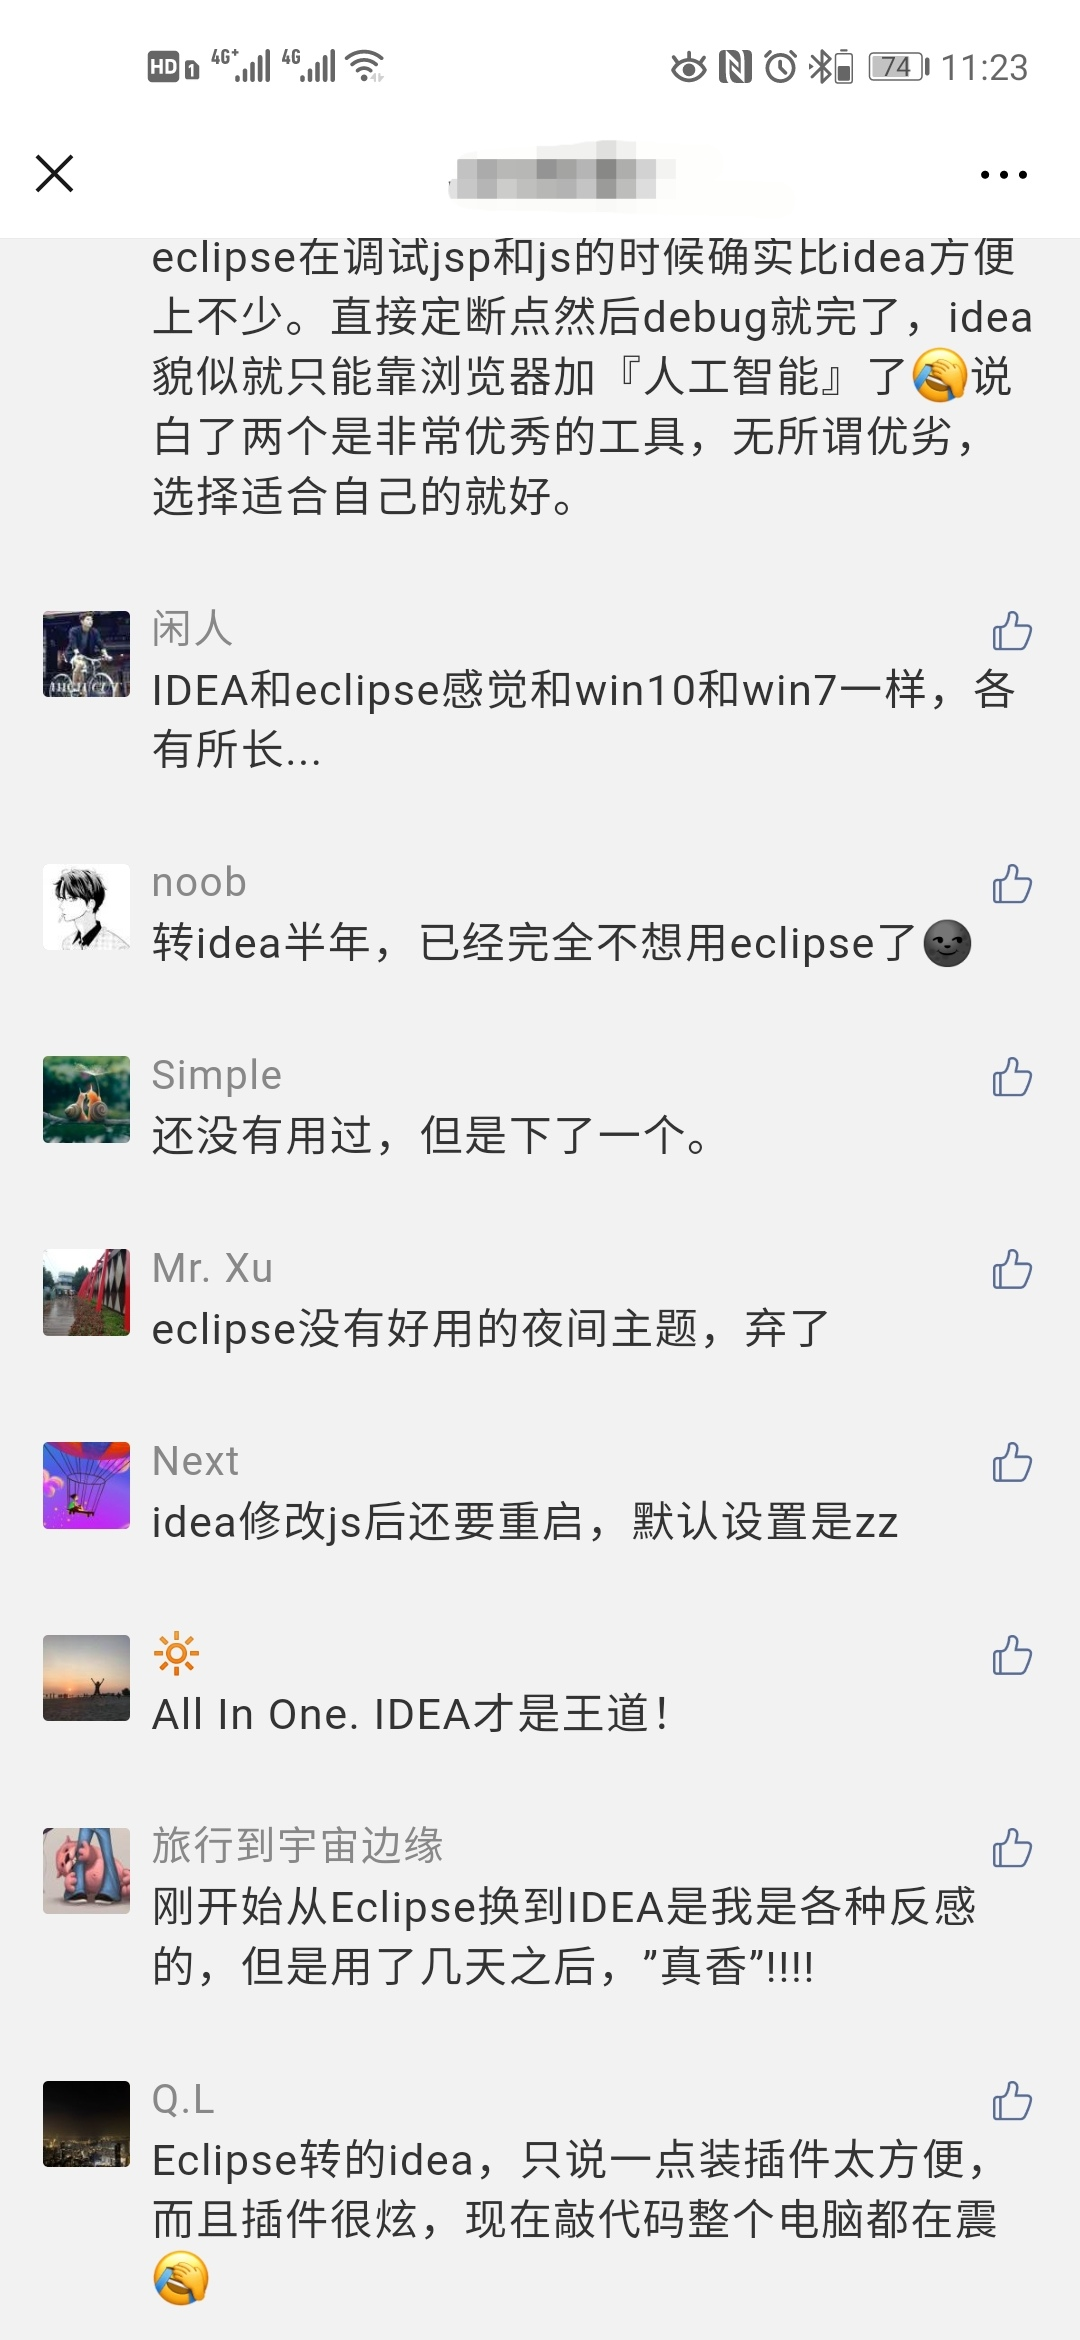 HD 1 4G+ 4G 74 11:23
eclipse在调试jsp和js的时候确实比idea方便
上不少。直接定断点然后debug就完了，idea
貌似就只能靠浏览器加『人工智能』了🤦说
白了两个是非常优秀的工具，无所谓优劣，
选择适合自己的就好。
闲人
IDEA和eclipse感觉和win10和win7一样，各
有所长...
noob
转idea半年，已经完全不想用eclipse了🌚
Simple
还没有用过，但是下了一个。
Mr. Xu
eclipse没有好用的夜间主题，弃了
Next
idea修改js后还要重启，默认设置是zz
🔆
All In One. IDEA才是王道！
旅行到宇宙边缘
刚开始从Eclipse换到IDEA是我是各种反感
的，但是用了几天之后，”真香”!!!!
Q.L
Eclipse转的idea，只说一点装插件太方便，
而且插件很炫，现在敲代码整个电脑都在震
🤦